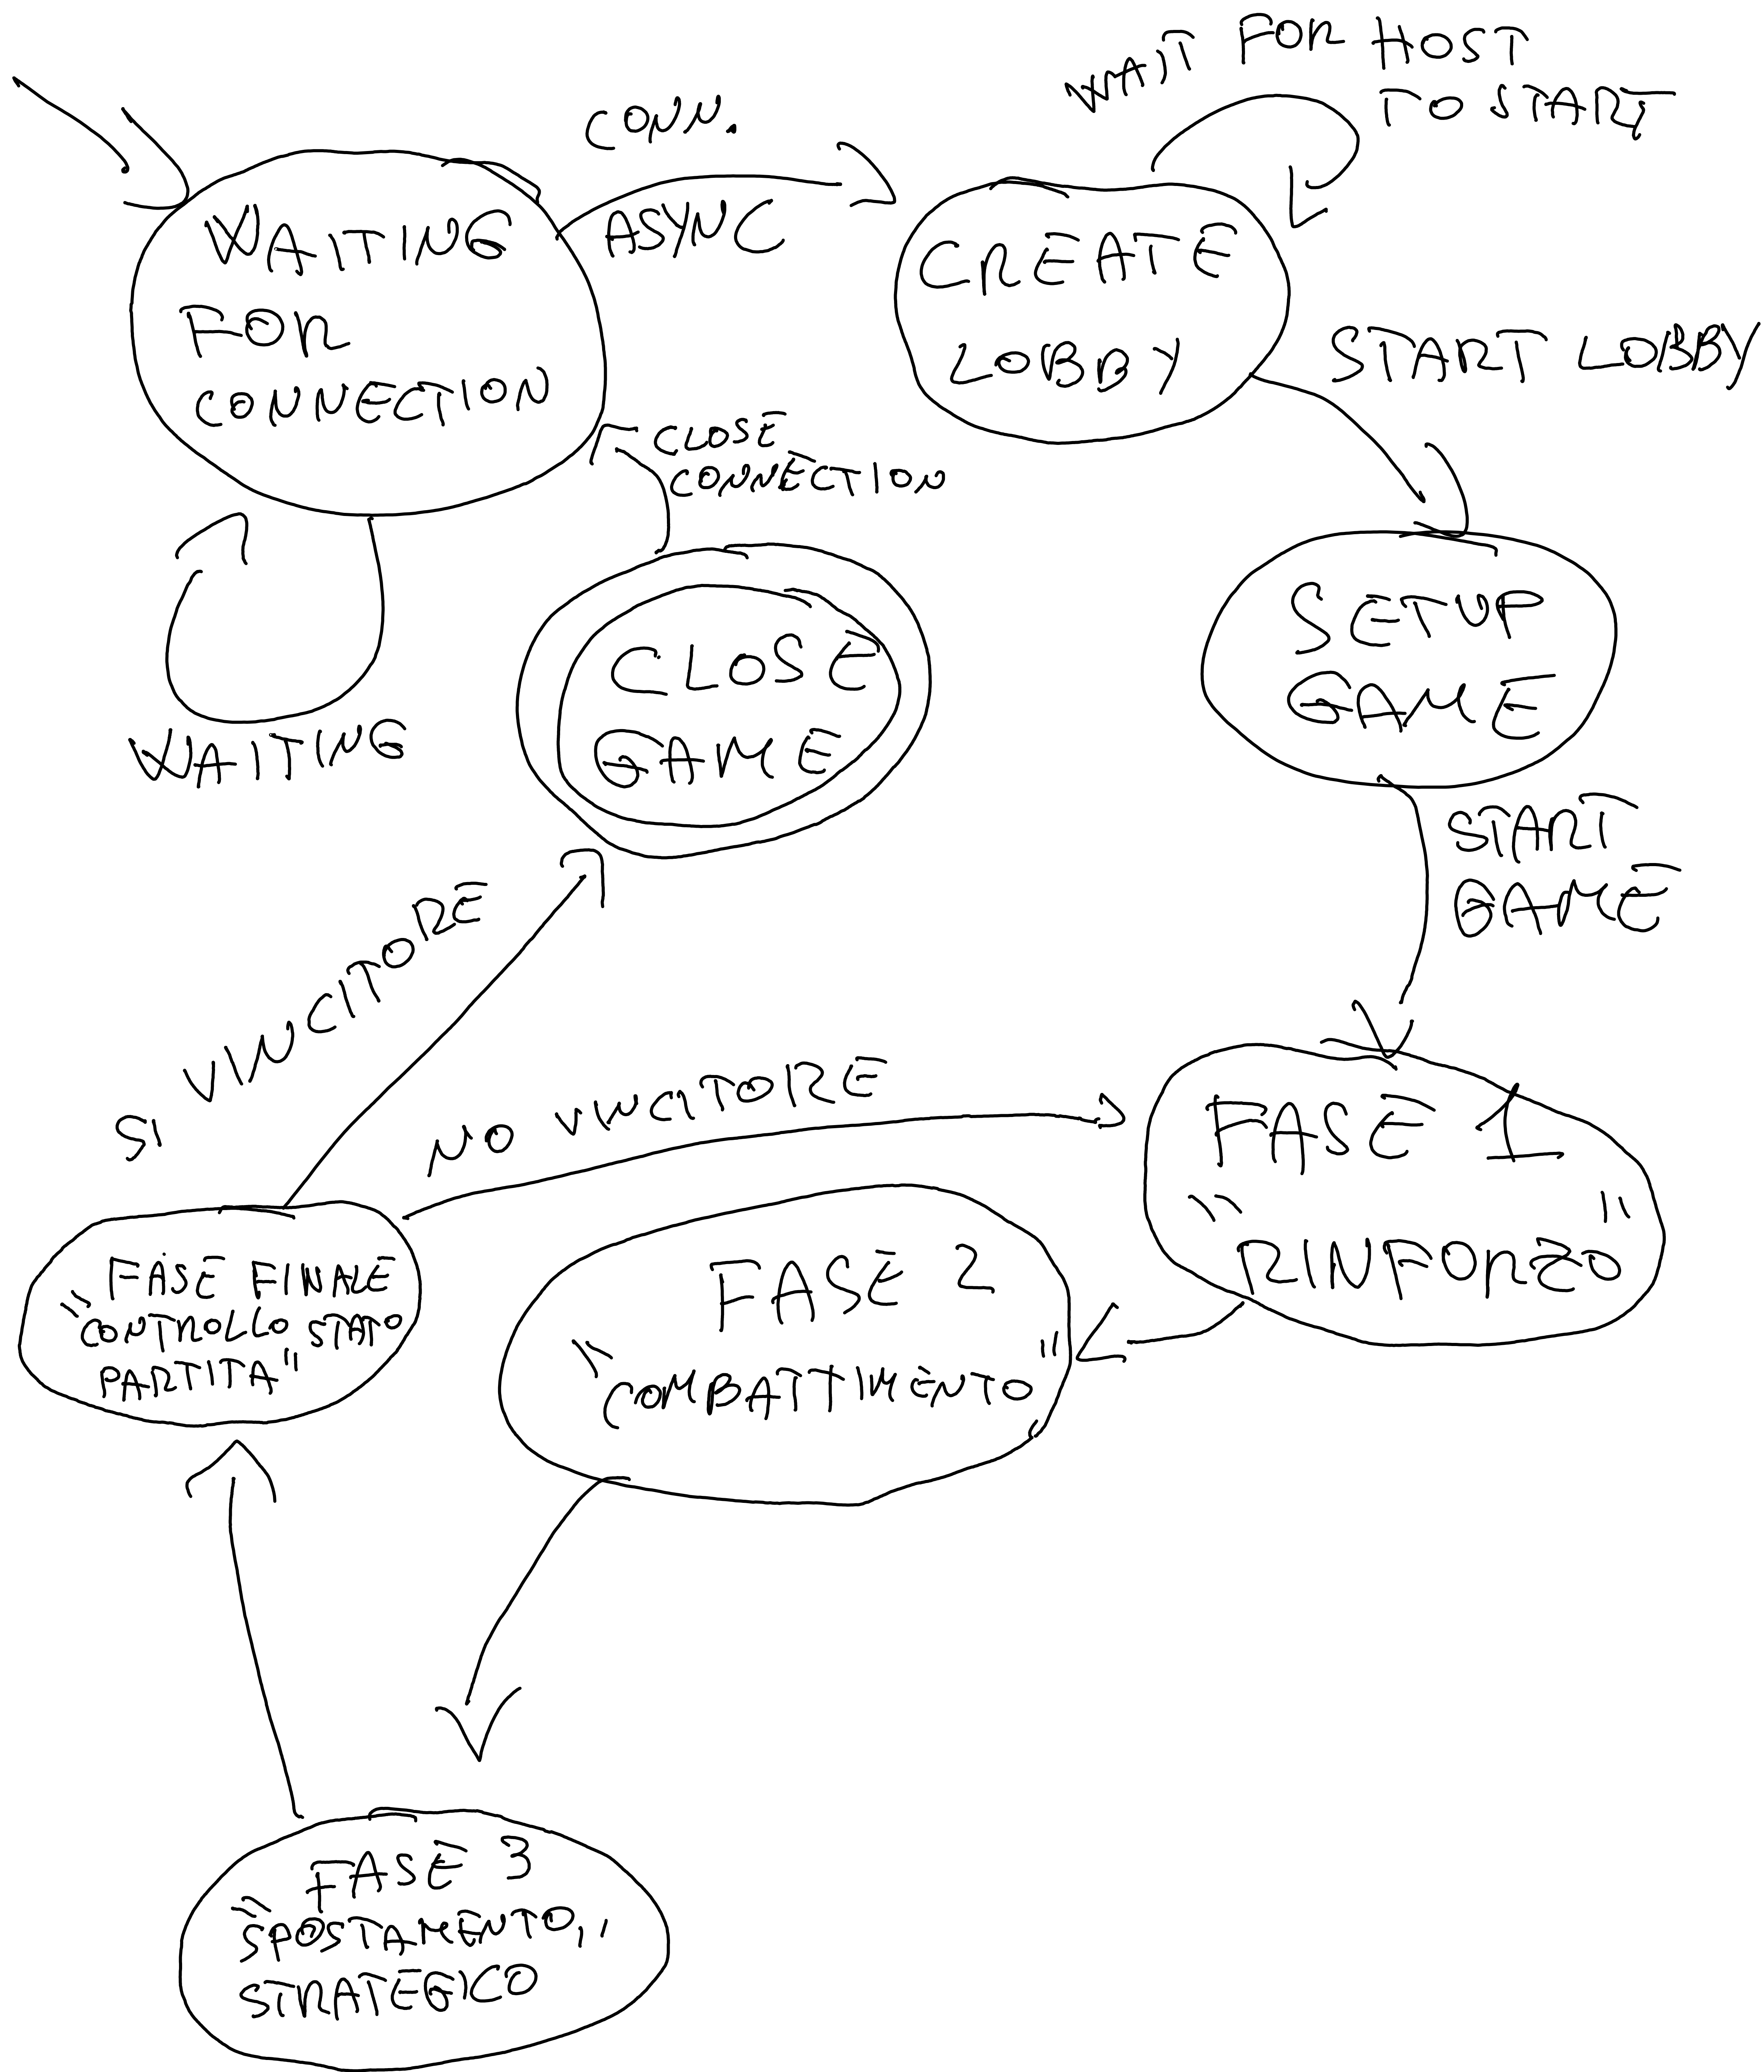 WAIT FOR HOST
TO START
CONN.
ASYNC
WAITING
FOR
CONNECTION
CREATE
LOBBY
START LOBBY
CLOSE
CONNECTION
SETUP
GAME
CLOSE
GAME
WAITING
START
GAME
SI VINCITORE
NO VINCITORE
FASE 1
"RINFORZO"
FASE FINALE
"CONTROLLO STATO
PARTITA"
FASE 2
"COMBATTIMENTO"
FASE 3
"SPOSTAMENTO"
STRATEGICO